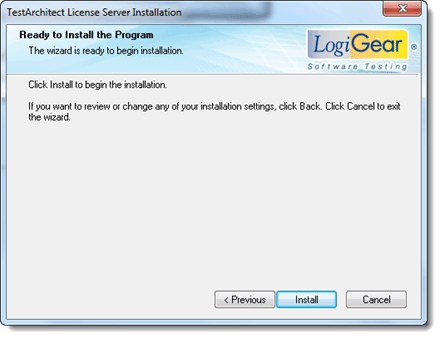 TestArchitect License Server Installation
Ready to Install the Program
The wizard is ready to begin installation.
LogiGear®
Software Testing
Click Install to begin the installation.
If you want to review or change any of your installation settings, click Back. Click Cancel to exit
the wizard.
< Previous
Install
Cancel